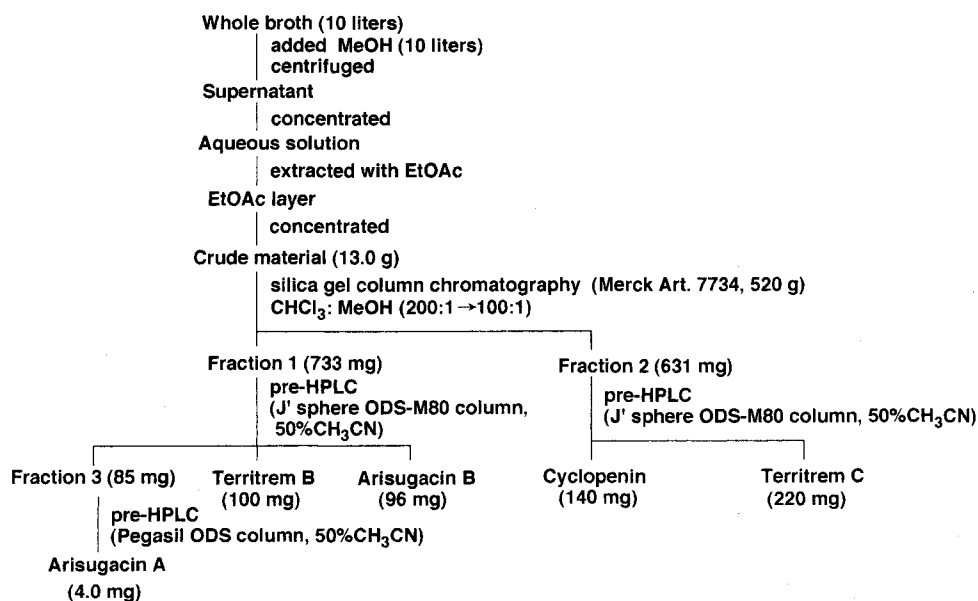 Whole broth (10 liters)
added MeOH (10 liters)
centrifuged
Supernatant
concentrated
Aqueous solution
extracted with EtOAc
EtOAc layer
concentrated
Crude material (13.0 g)
silica gel column chromatography (Merck Art. 7734, 520 g)
CHCl₃: MeOH (200:1→100:1)
Fraction 1 (733 mg)
pre-HPLC
(J' sphere ODS-M80 column,
50%CH₃CN)
Fraction 2 (631 mg)
pre-HPLC
(J' sphere ODS-M80 column, 50%CH₃CN)
Fraction 3 (85 mg)
Territrem B
(100 mg)
Arisugacin B
(96 mg)
Cyclopenin
(140 mg)
Territrem C
(220 mg)
pre-HPLC
(Pegasil ODS column, 50%CH₃CN)
Arisugacin A
(4.0 mg)